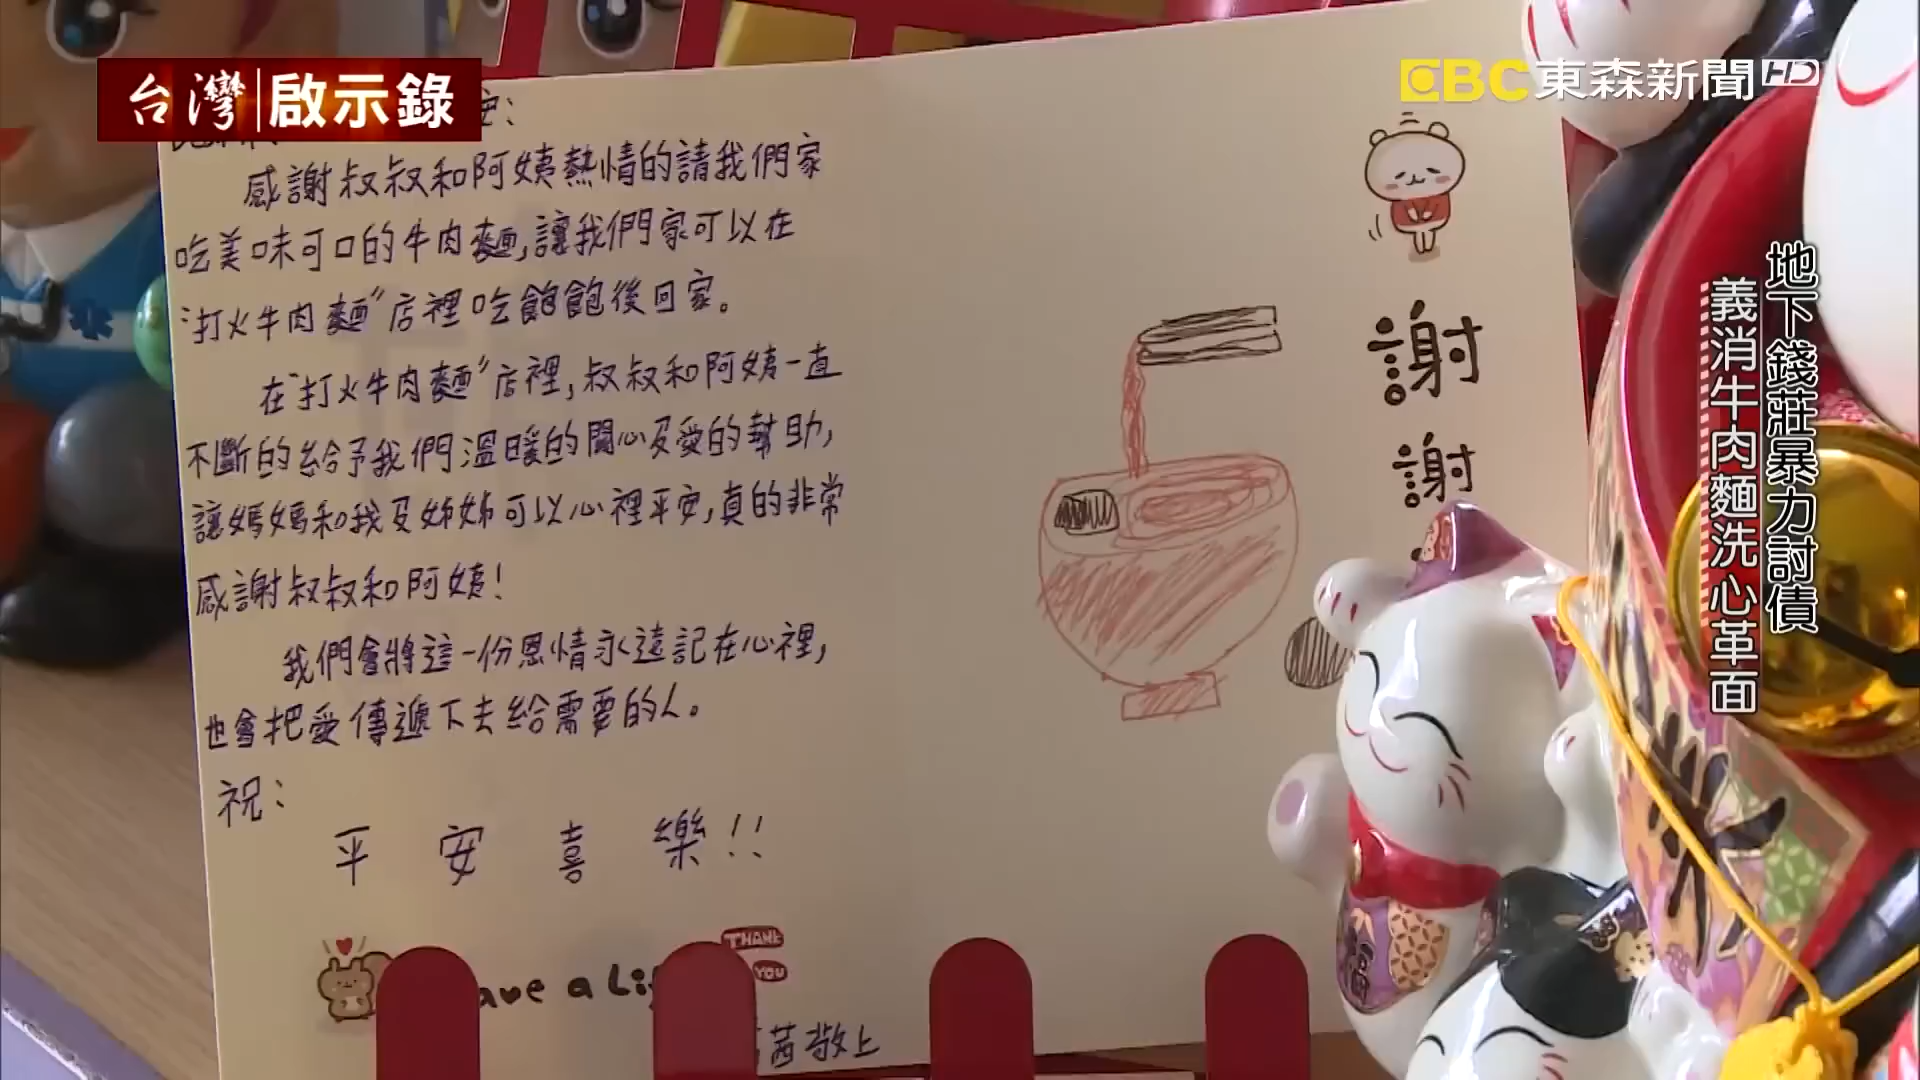 台灣啟示錄
EBC東森新聞HD
安：
感謝叔叔和阿姨熱情的請我們家
吃美味可口的牛肉麵,讓我們家可以在
"打火牛肉麵"店裡吃飽飽後回家。
在"打火牛肉麵"店裡,叔叔和阿姨一直
不斷的給予我們溫暖的關心及愛的幫助,
讓媽媽和我及姊姊可以心裡平安,真的非常
感謝叔叔和阿姨!
我們會將這一份恩情永遠記在心裡,
也會把愛傳遞下去給需要的人。
祝：
平 安 喜 樂!!
THANK
YOU
ave a Li
茜敬上
謝
謝
地下錢莊暴力討債
義消牛肉麵洗心革面
福